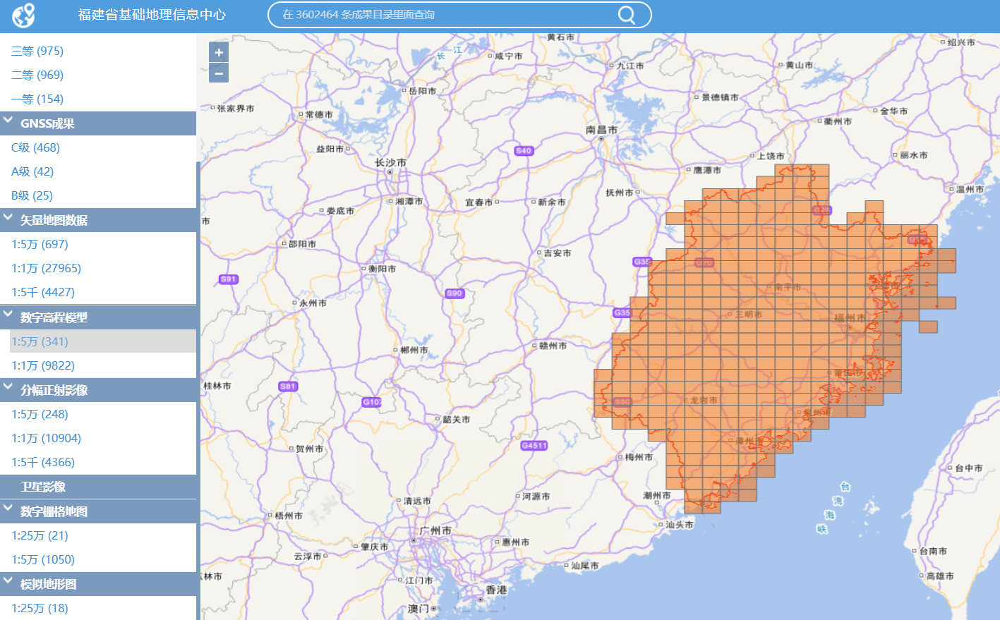 福建省基础地理信息中心
在 3602464 条成果目录里面查询
三等 (975)
二等 (969)
一等 (154)
GNSS成果
C级 (468)
A级 (42)
B级 (25)
矢量地图数据
1:5万 (697)
1:1万 (27965)
1:5千 (4427)
数字高程模型
1:5万 (341)
1:1万 (9822)
分幅正射影像
1:5万 (248)
1:1万 (10904)
1:5千 (4366)
卫星影像
数字栅格地图
1:25万 (21)
1:5万 (1050)
模拟地形图
1:25万 (18)
+
−
黄石市
绍兴市
长江
咸宁市
九江市
黄山市
岳阳市
景德镇市
张家界市
常德市
金华市
衢州市
南昌市
益阳市
S40
上饶市
丽水市
长沙市
鹰潭市
抚州市
温州市
湘潭市
宜春市
新余市
娄底市
市
邵阳市
吉安市
G35
G70
衡阳市
S91
南平市
S90
永州市
G35
三明市
福州市
郴州市
赣州市
莆田市
桂林市
S81
G107
S50
龙岩市
泉州市
韶关市
漳州市
贺州市
G4511
梅州市
台中市
台湾海峡
清远市
河源市
潮州市
梧州市
汕头市
广州市
肇庆市
惠州市
云浮市
台南市
汕尾市
玉林市
江门市
高雄市
香港
澳门